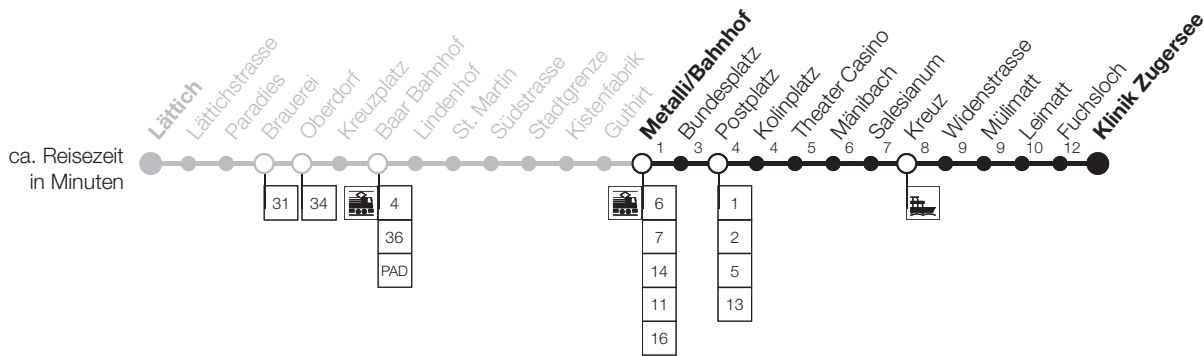 Lättich
Lättichstrasse
Paradies
Brauerei
Oberdorf
Kreuzplatz
Baar Bahnhof
Lindenhof
St. Martin
Südstrasse
Stadtgrenze
Kistenfabrik
Guthirt
Metalli/Bahnhof
Bundesplatz
Postplatz
Kolinplatz
Theater Casino
Mänibach
Salesianum
Kreuz
Widenstrasse
Mülimatt
Leimatt
Fuchsloch
Klinik Zugersee
ca. Reisezeit
in Minuten
1 3 4 4 5 6 7 8 9 9 10 12
31
34
4
36
PAD
6
7
14
11
16
1
2
5
13